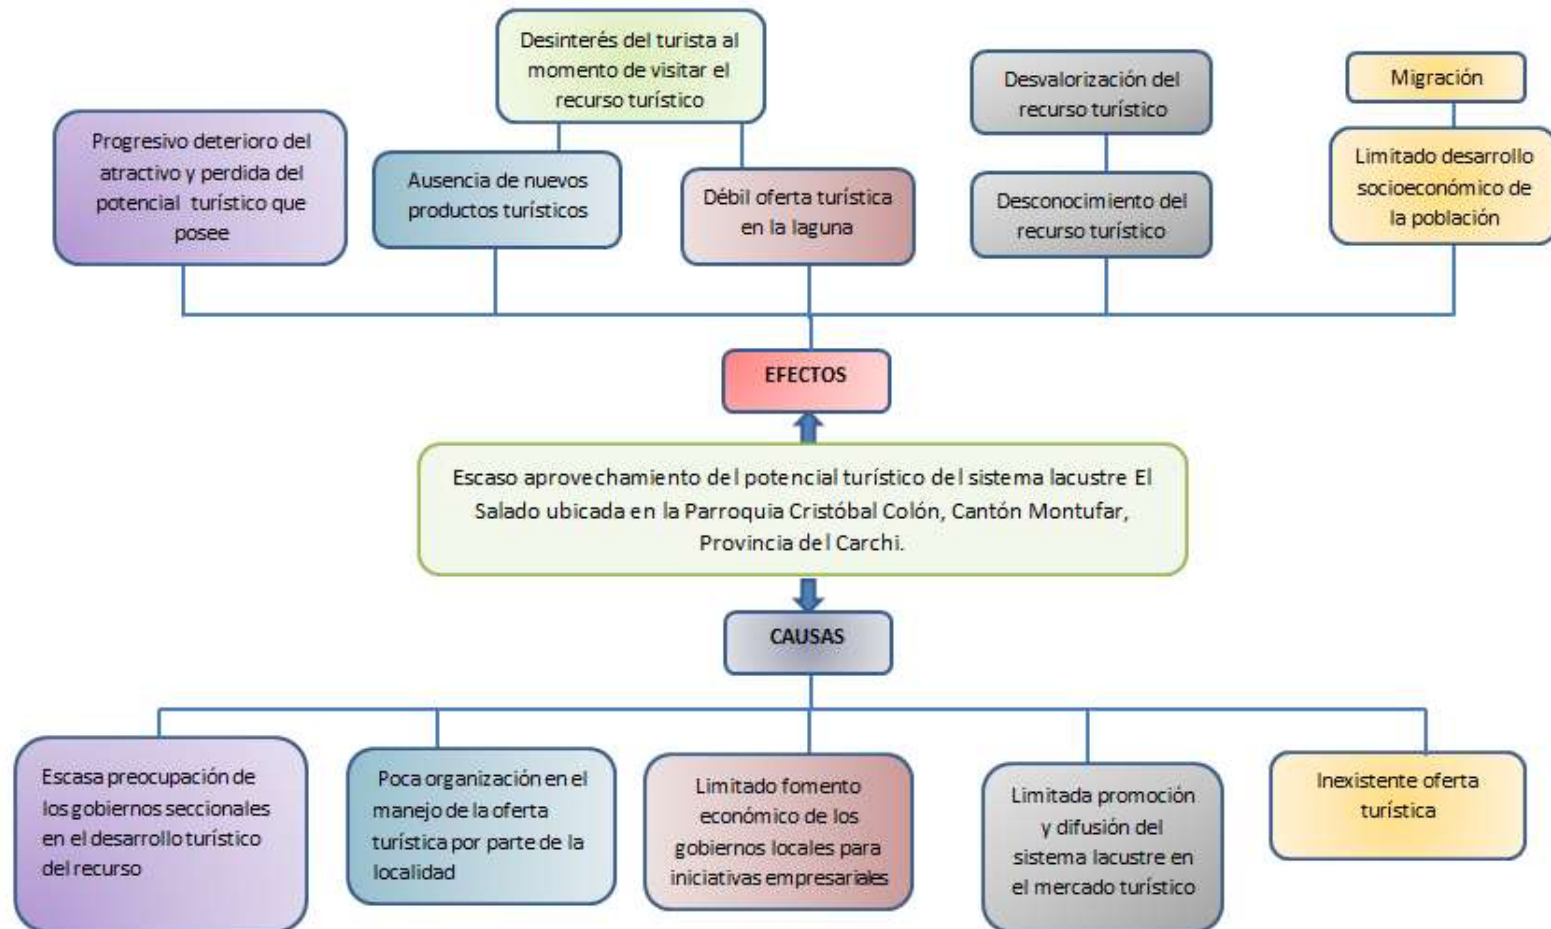 Desinterés del turista al
momento de visitar el
recurso turístico
Desvalorización del
recurso turístico
Migración
Progresivo deterioro del
atractivo y perdida del
potencial turístico que
posee
Ausencia de nuevos
productos turísticos
Débil oferta turística
en la laguna
Desconocimiento del
recurso turístico
Limitado desarrollo
socioeconómico de
la población
EFECTOS
Escaso aprovechamiento del potencial turístico del sistema lacustre El
Salado ubicada en la Parroquia Cristóbal Colón, Cantón Montufar,
Provincia del Carchi.
CAUSAS
Escasa preocupación de
los gobiernos seccionales
en el desarrollo turístico
del recurso
Poca organización en el
manejo de la oferta
turística por parte de la
localidad
Limitado fomento
económico de los
gobiernos locales para
iniciativas empresariales
Limitada promoción
y difusión del
sistema lacustre en
el mercado turístico
Inexistente oferta
turística